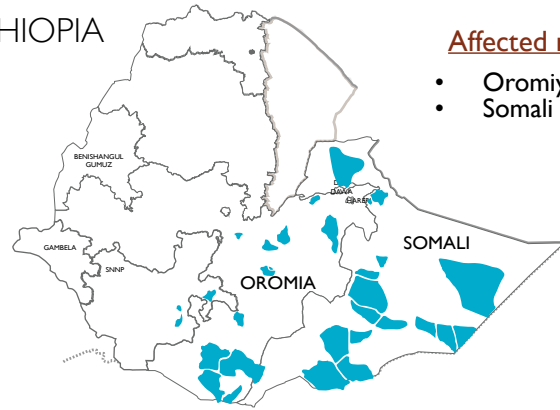 HIOPIA
Affected r
• Oromiy
• Somali
BENISHANGUL
GUMUZ
DAWA
HARERI
GAMBELA
SNNP
SOMALI
OROMIA